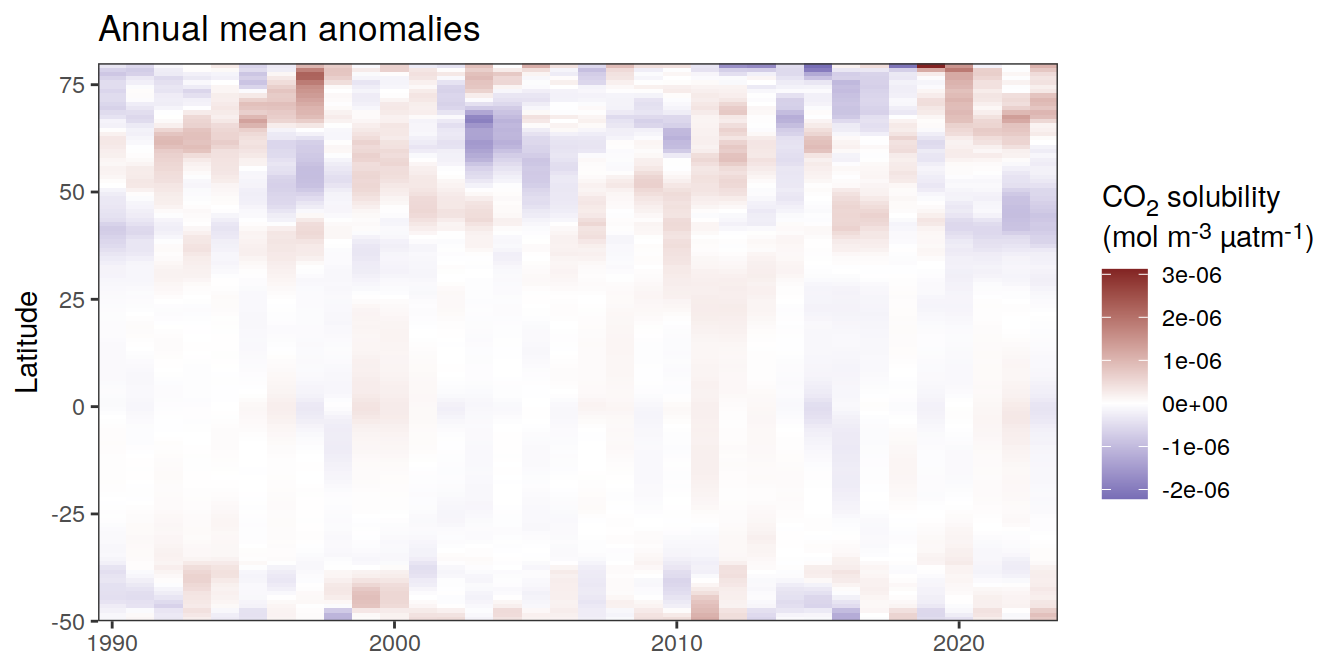 Annual mean anomalies
75
50
25
0
-25
-50
Latitude
1990
2000
2010
2020
CO₂ solubility
(mol m⁻³ µatm⁻¹)
3e-06
2e-06
1e-06
0e+00
-1e-06
-2e-06